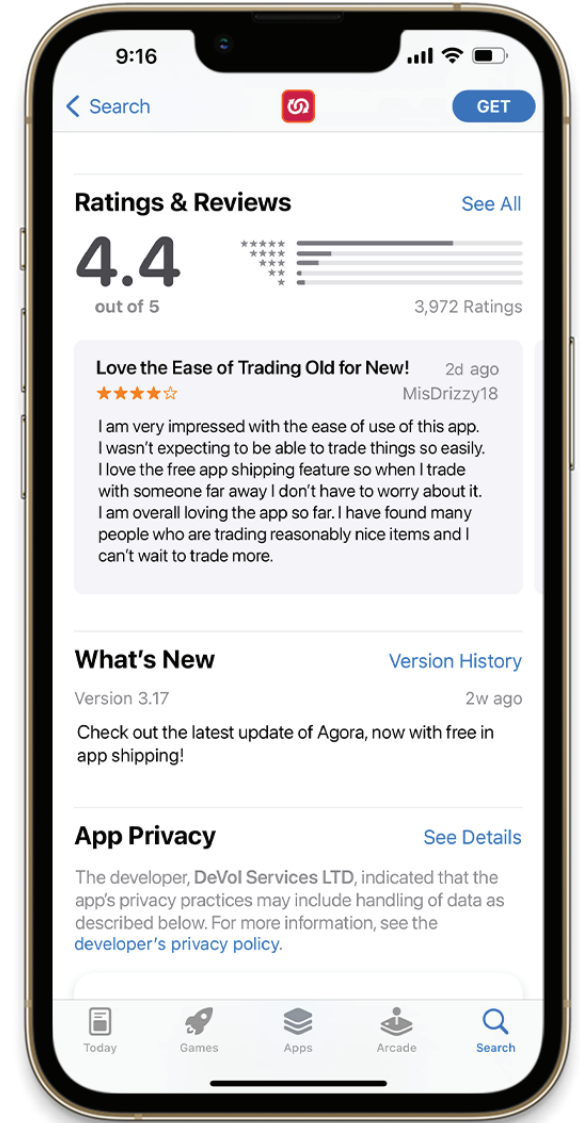 9:16
Search
GET
Ratings & Reviews
See All
4.4
out of 5
3,972 Ratings
Love the Ease of Trading Old for New!
2d ago
MisDrizzy18
I am very impressed with the ease of use of this app.
I wasn't expecting to be able to trade things so easily.
I love the free app shipping feature so when I trade
with someone far away I don't have to worry about it.
I am overall loving the app so far. I have found many
people who are trading reasonably nice items and I
can't wait to trade more.
What's New
Version History
Version 3.17
2w ago
Check out the latest update of Agora, now with free in
app shipping!
App Privacy
See Details
The developer, DeVol Services LTD, indicated that the
app's privacy practices may include handling of data as
described below. For more information, see the
developer's privacy policy.
Today
Games
Apps
Arcade
Search